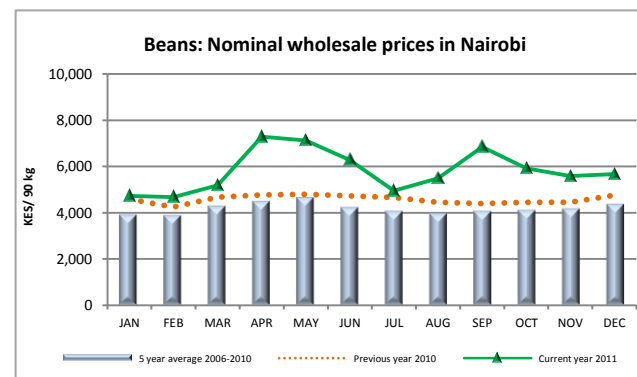 Beans: Nominal wholesale prices in Nairobi
KES/ 90 kg
10,000
8,000
6,000
4,000
2,000
0
JAN FEB MAR APR MAY JUN JUL AUG SEP OCT NOV DEC
5 year average 2006-2010 Previous year 2010 Current year 2011